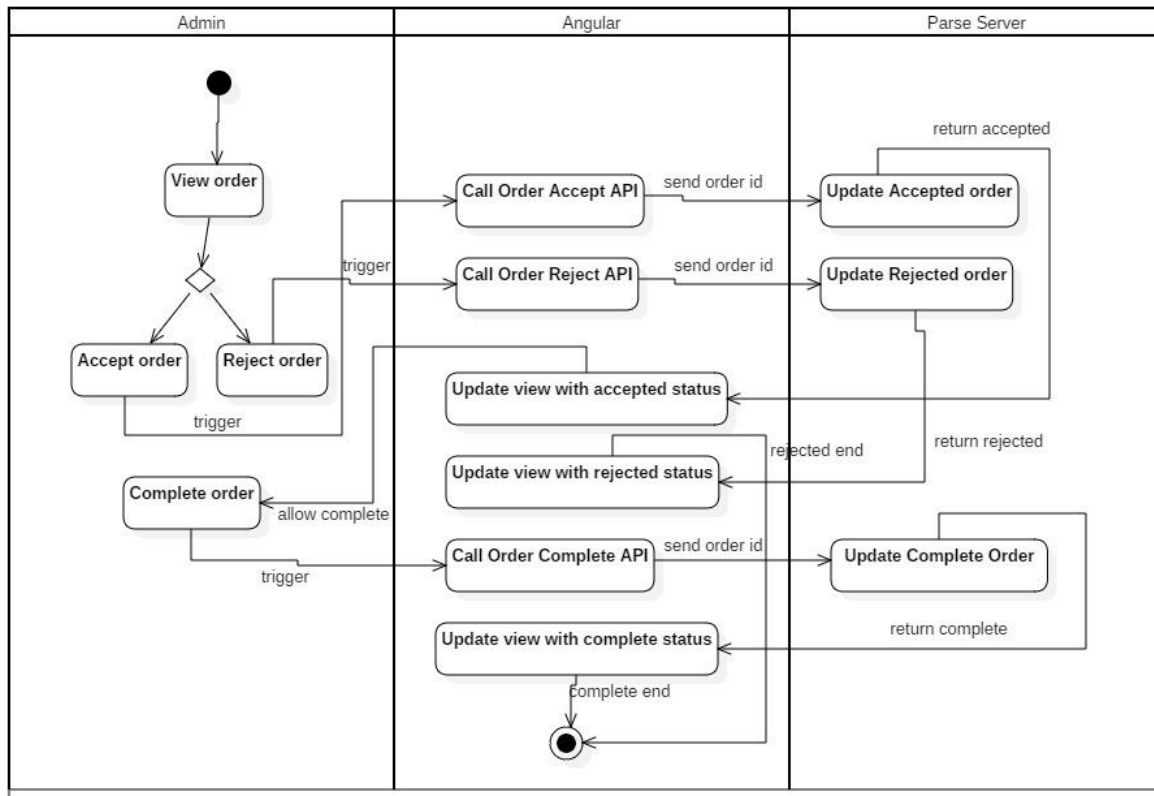 Admin
Angular
Parse Server
return accepted
View order
Call Order Accept API
send order id
Update Accepted order
trigger
Call Order Reject API
send order id
Update Rejected order
Accept order
Reject order
Update view with accepted status
trigger
rejected end
return rejected
Update view with rejected status
Complete order
allow complete
Call Order Complete API
send order id
Update Complete Order
trigger
Update view with complete status
return complete
complete end